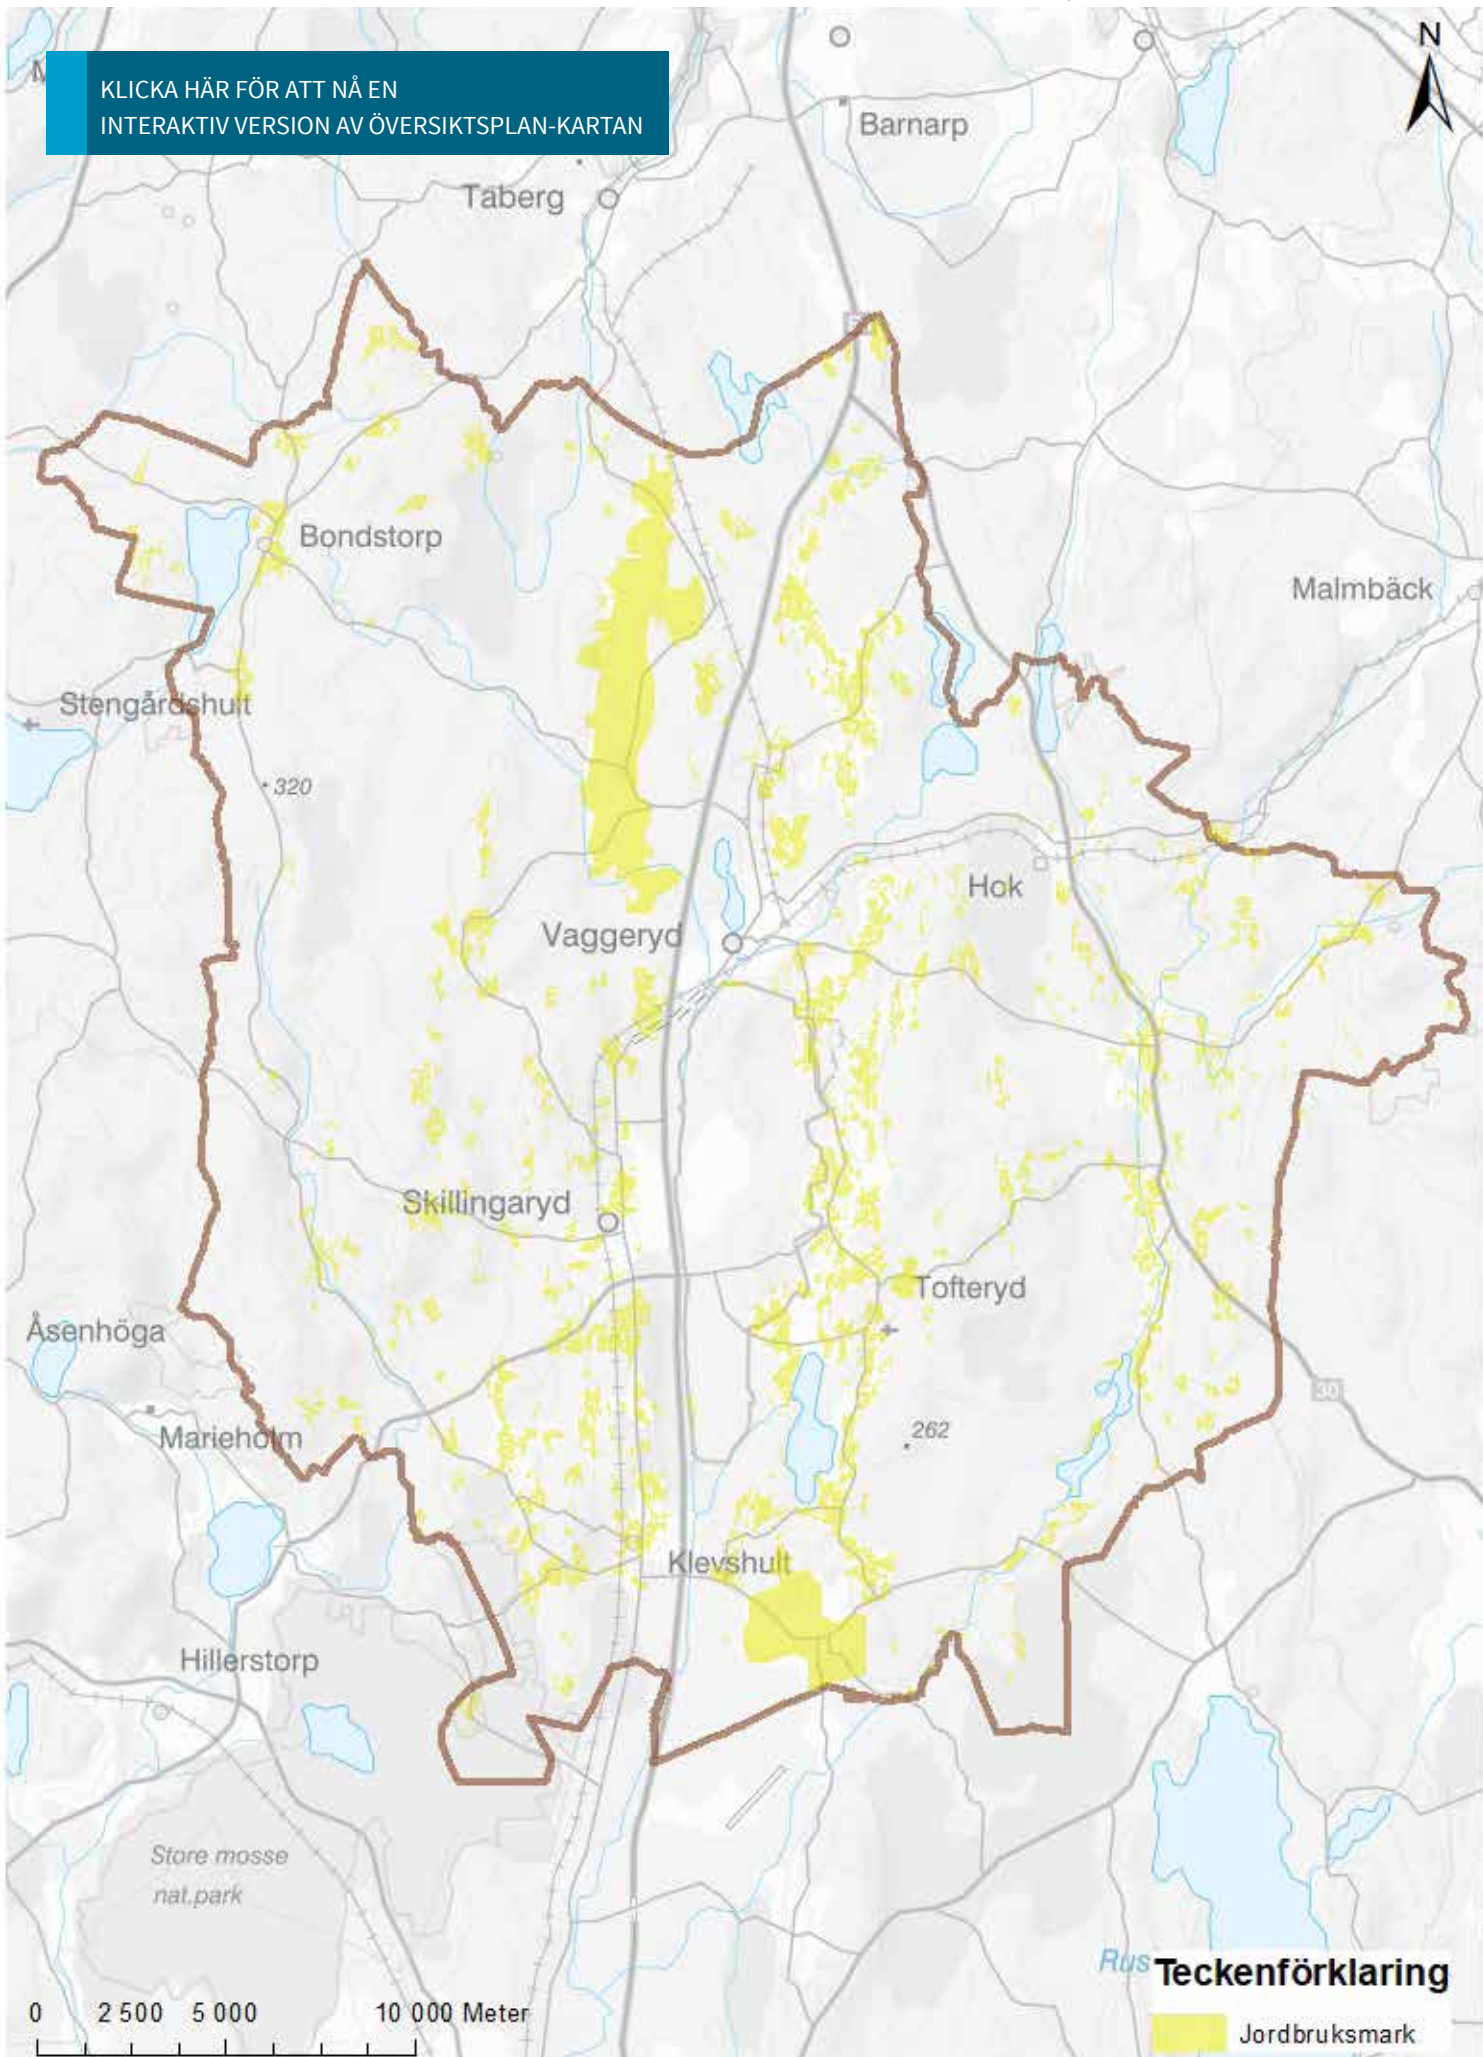 N
KLICKA HÄR FÖR ATT NÅ EN
INTERAKTIV VERSION AV ÖVERSIKTSPLAN-KARTAN
Barnarp
Taberg
Bondstorp
Malmbäck
Stengårdshult
320
Hok
Vaggeryd
Skillingaryd
Tofteryd
Åsenhöga
30
262
Marieholm
Klevshult
Hillerstorp
Store mosse
nat.park
Rus
Teckenförklaring
Jordbruksmark
0 2 500 5 000 10 000 Meter